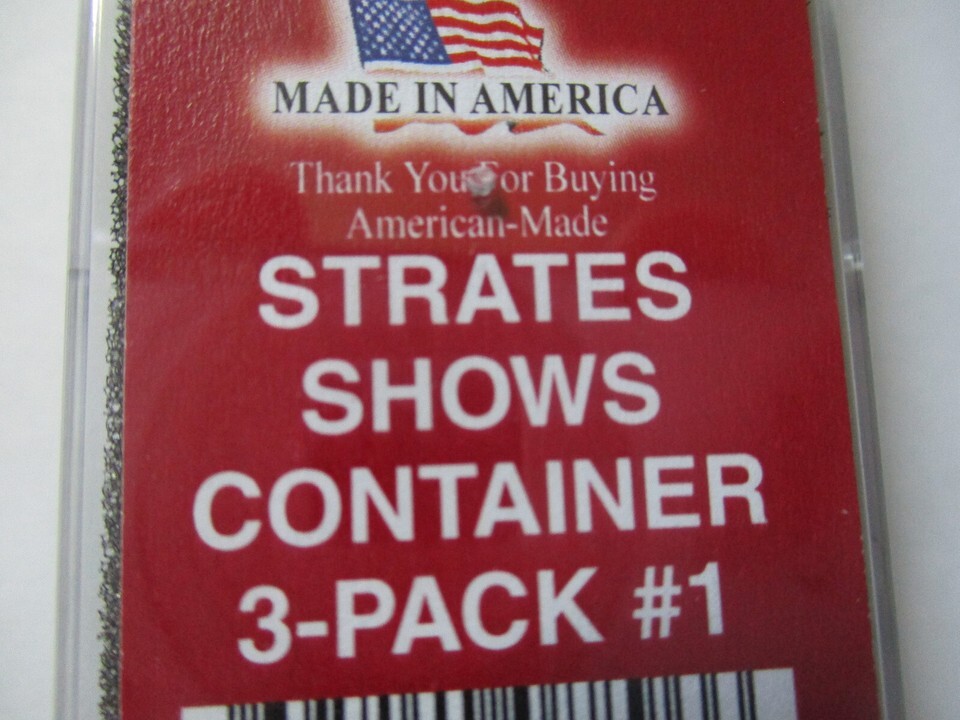 MADE IN AMERICA
Thank You For Buying
American-Made
STRATES
SHOWS
CONTAINER
3-PACK #1